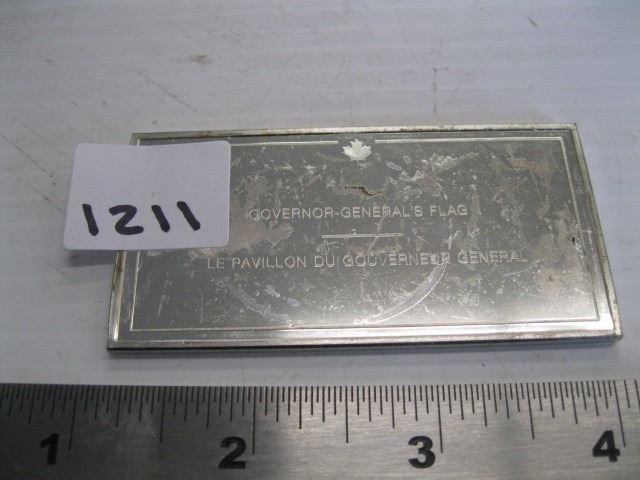 1211
GOVERNOR-GENERAL'S FLAG
LE PAVILLON DU GOUVERNEUR GENERAL
1 2 3 4